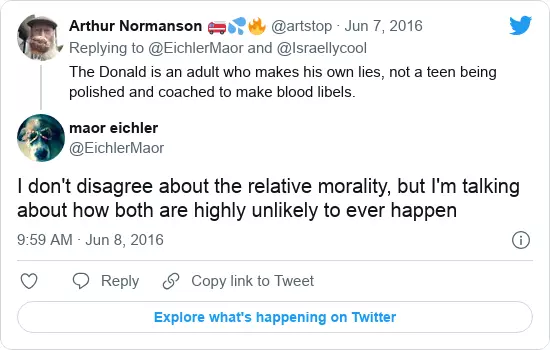 Arthur Normanson 🚒💦🔥 @artstop · Jun 7, 2016
Replying to @EichlerMaor and @Israellycool
The Donald is an adult who makes his own lies, not a teen being
polished and coached to make blood libels.
maor eichler
@EichlerMaor
I don't disagree about the relative morality, but I'm talking
about how both are highly unlikely to ever happen
9:59 AM · Jun 8, 2016
Reply
Copy link to Tweet
Explore what's happening on Twitter